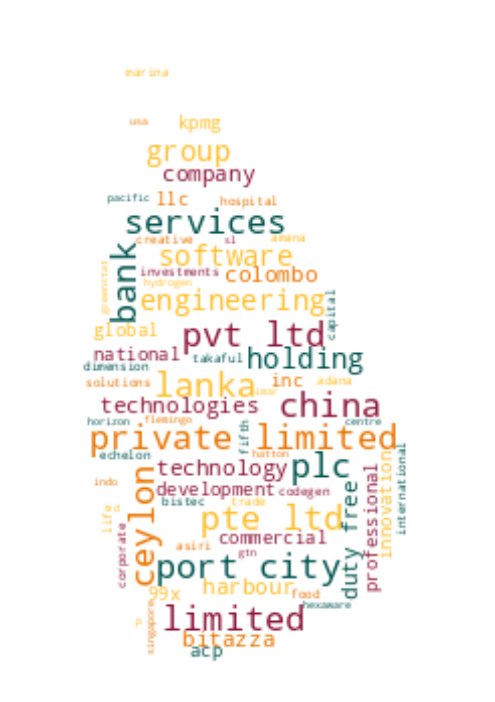 marina
usa kpmg
group
company
pacific llc hospital
services
creative sl amana
software
bank
investments colombo
greenstat hydrogen
engineering
capital
global
pvt ltd
national takaful holding
dimension
solutions lanka inc adana
imar
technologies china
horizon flemingo centre
private limited
fifth
echelon hatton
technology plc
international
indo
development codegen
innovation
professional
bistec trade
ceylon
duty free
life
pte ltd
corporate
commercial
asiri gtn
port city
99x harbour food
hexaware
singapore
limited
p
bitazza
acp